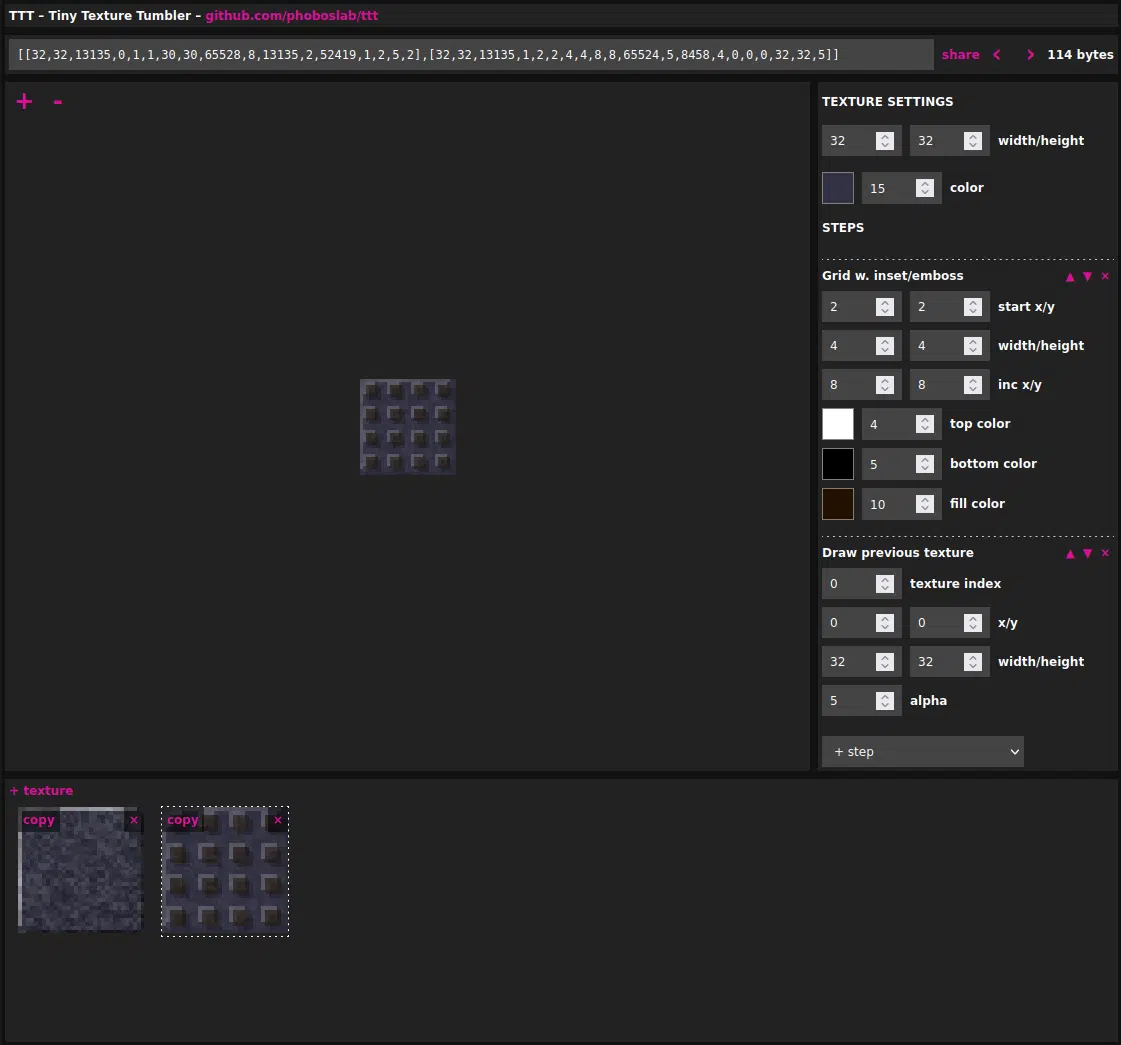 TTT – Tiny Texture Tumbler – github.com/phoboslab/ttt
[[32,32,13135,0,1,1,30,30,65528,8,13135,2,52419,1,2,5,2],[32,32,13135,1,2,2,4,4,8,8,65524,5,8458,4,0,0,0,32,32,5]]
share < > 114 bytes
+ -
TEXTURE SETTINGS
32 32 width/height
15 color
STEPS
Grid w. inset/emboss ▲ ▼ ×
2 2 start x/y
4 4 width/height
8 8 inc x/y
4 top color
5 bottom color
10 fill color
Draw previous texture ▲ ▼ ×
0 texture index
0 0 x/y
32 32 width/height
5 alpha
+ step
+ texture
copy × copy ×